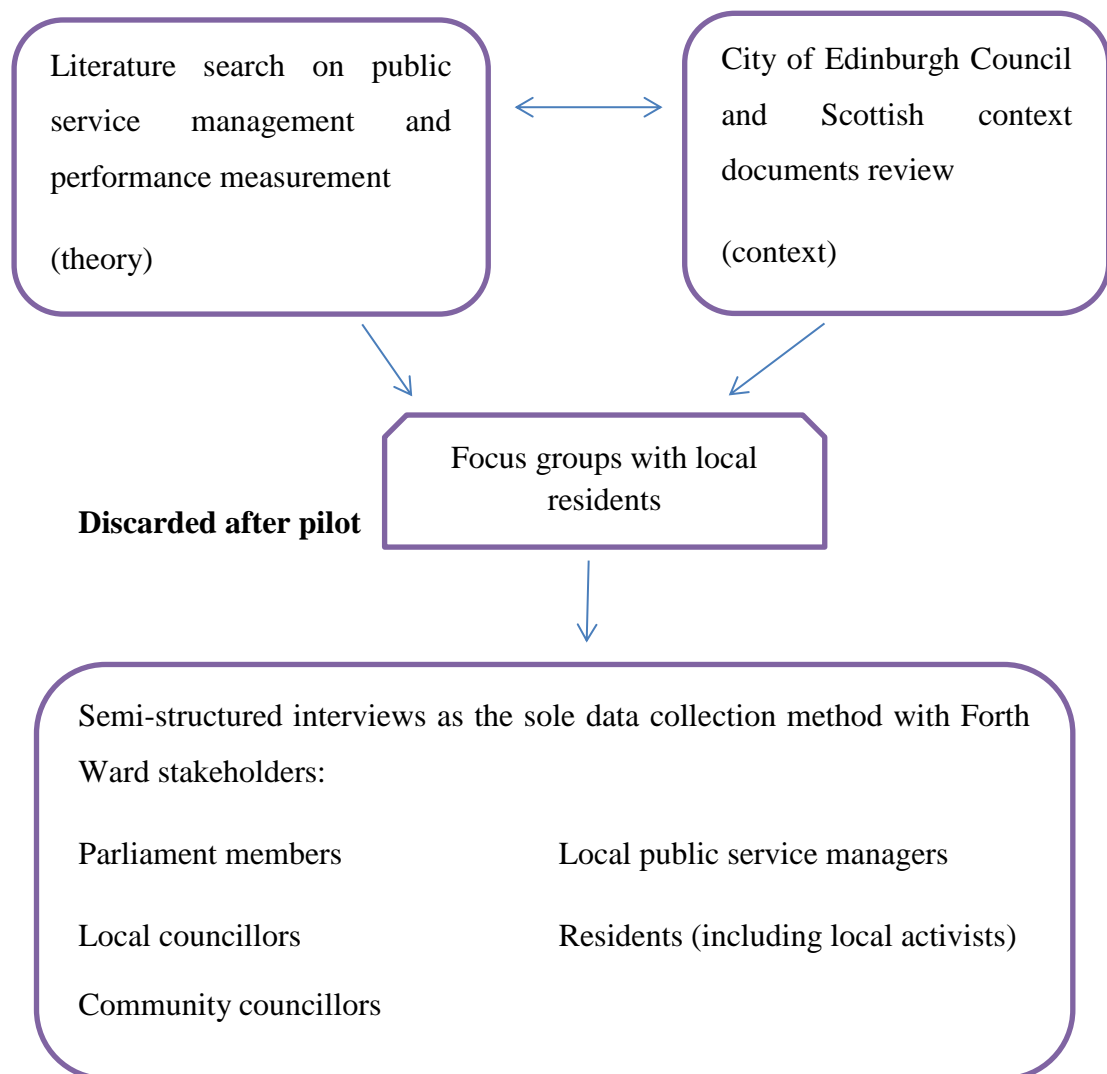 Literature search on public
service management and
performance measurement
(theory)
City of Edinburgh Council
and Scottish context
documents review
(context)
Focus groups with local
residents
Discarded after pilot
Semi-structured interviews as the sole data collection method with Forth
Ward stakeholders:
Parliament members
Local public service managers
Local councillors
Residents (including local activists)
Community councillors